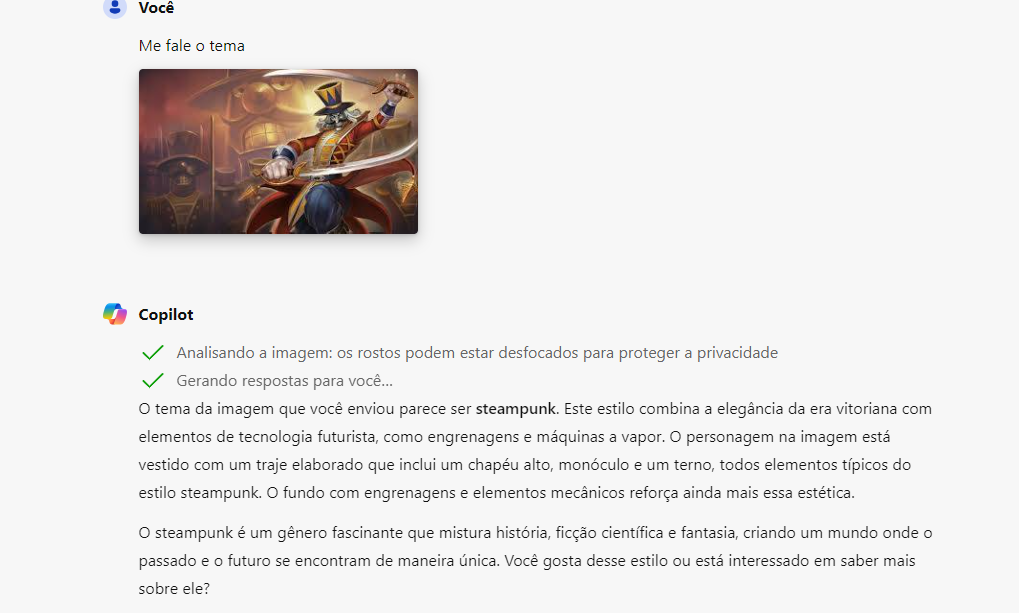 Você
Me fale o tema
Copilot
Analisando a imagem: os rostos podem estar desfocados para proteger a privacidade
Gerando respostas para você...
O tema da imagem que você enviou parece ser steampunk. Este estilo combina a elegância da era vitoriana com
elementos de tecnologia futurista, como engrenagens e máquinas a vapor. O personagem na imagem está
vestido com um traje elaborado que inclui um chapéu alto, monóculo e um terno, todos elementos típicos do
estilo steampunk. O fundo com engrenagens e elementos mecânicos reforça ainda mais essa estética.
O steampunk é um gênero fascinante que mistura história, ficção científica e fantasia, criando um mundo onde o
passado e o futuro se encontram de maneira única. Você gosta desse estilo ou está interessado em saber mais
sobre ele?